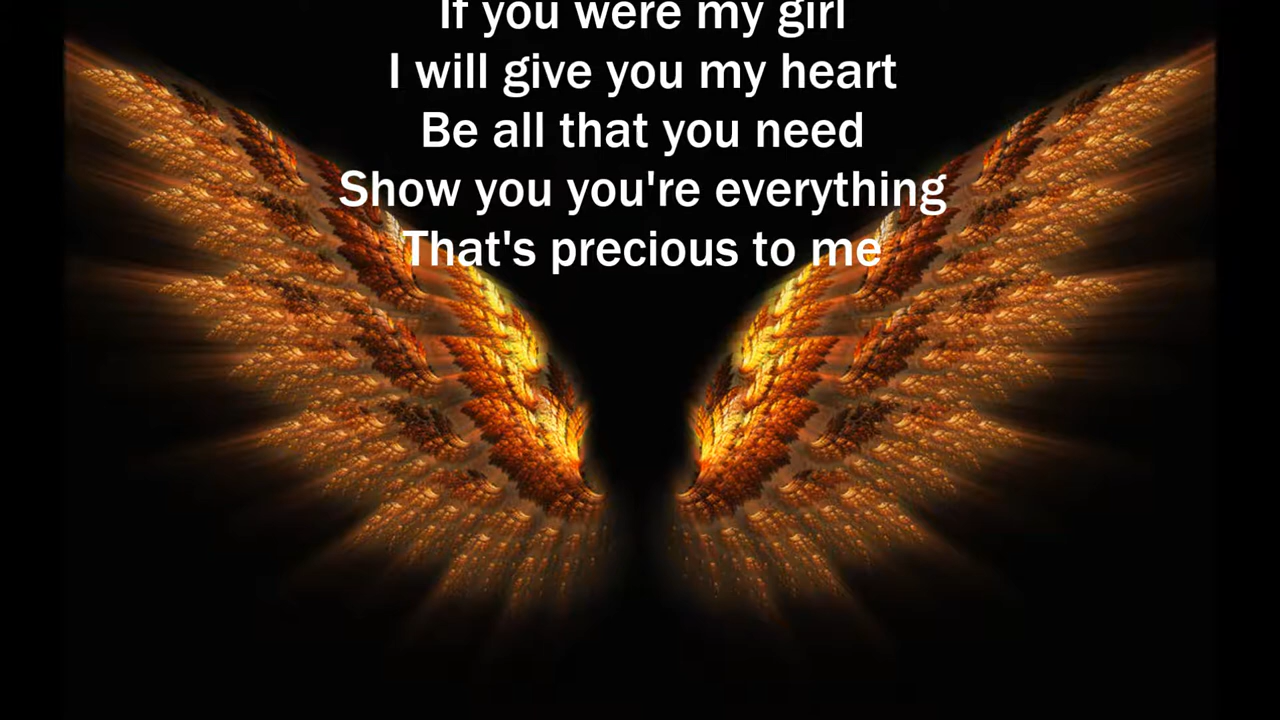 If you were my girl
I will give you my heart
Be all that you need
Show you you're everything
That's precious to me